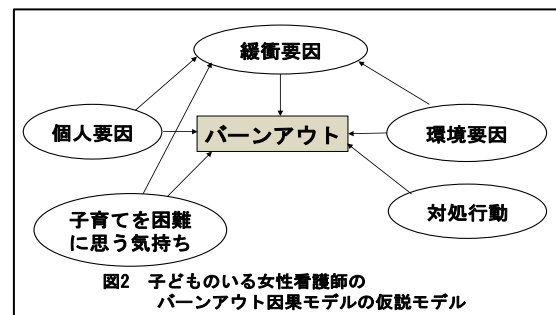 緩衝要因
個人要因
バーンアウト
環境要因
子育てを困難
に思う気持ち
対処行動
図2 子どものいる女性看護師の
バーンアウト因果モデルの仮説モデル